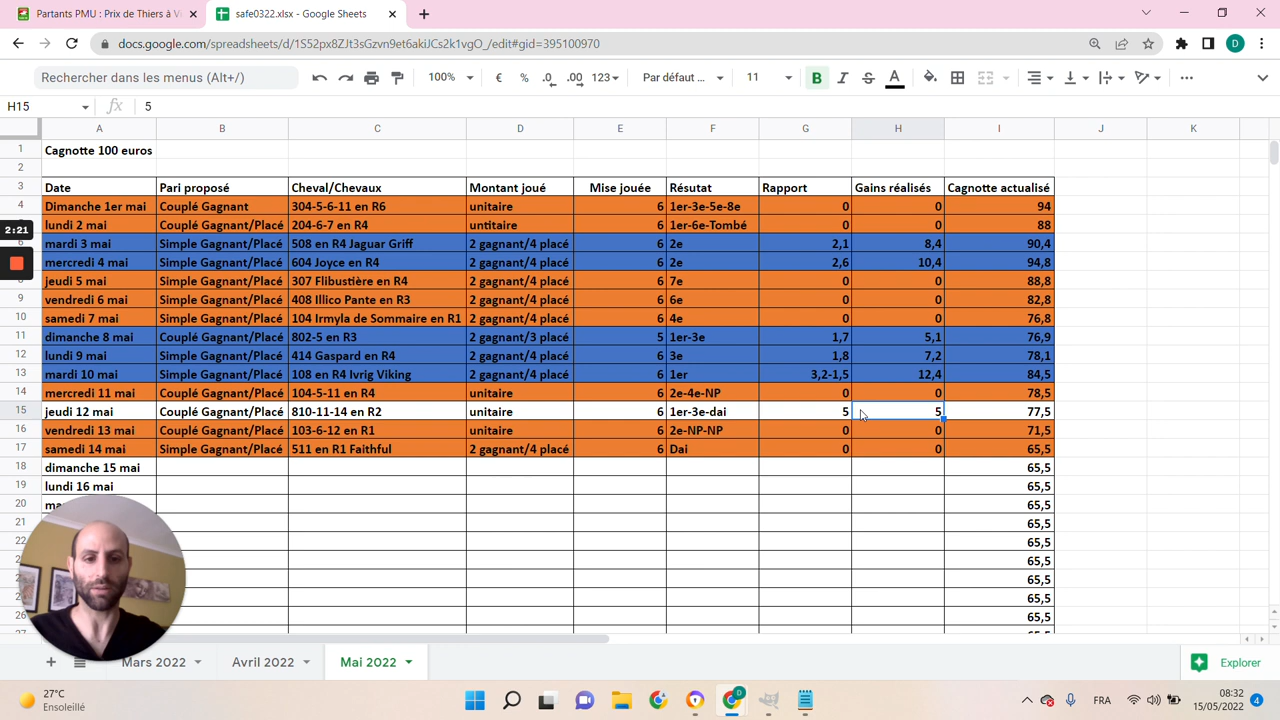 Partants PMU : Prix de Thiers à V
safe0322.xlsx - Google Sheets
docs.google.com/spreadsheets/d/1S52px8ZJt3sGzvn9et6akiJCs2k1vgO_/edit#gid=395100970
D
Rechercher dans les menus (Alt+/)
100%
€
%
.0
.00
123
Par défaut ...
11
B
I
S
A
H15
fx
5
A B C D E F G H I J K
1 Cagnotte 100 euros
2
3 Date Pari proposé Cheval/Chevaux Montant joué Mise jouée Résutat Rapport Gains réalisés Cagnotte actualisé
4 Dimanche 1er mai Couplé Gagnant 304-5-6-11 en R6 unitaire 6 1er-3e-5e-8e 0 0 94
lundi 2 mai Couplé Gagnant/Placé 204-6-7 en R4 untitaire 6 1er-6e-Tombé 0 0 88
2:21
mardi 3 mai Simple Gagnant/Placé 508 en R4 Jaguar Griff 2 gagnant/4 placé 6 2e 2,1 8,4 90,4
mercredi 4 mai Simple Gagnant/Placé 604 Joyce en R4 2 gagnant/4 placé 6 2e 2,6 10,4 94,8
jeudi 5 mai Simple Gagnant/Placé 307 Flibustière en R4 2 gagnant/4 placé 6 7e 0 0 88,8
9 vendredi 6 mai Simple Gagnant/Placé 408 Illico Pante en R3 2 gagnant/4 placé 6 6e 0 0 82,8
10 samedi 7 mai Simple Gagnant/Placé 104 Irmyla de Sommaire en R1 2 gagnant/4 placé 6 4e 0 0 76,8
11 dimanche 8 mai Couplé Gagnant/Placé 802-5 en R3 2 gagnant/3 placé 5 1er-3e 1,7 5,1 76,9
12 lundi 9 mai Simple Gagnant/Placé 414 Gaspard en R4 2 gagnant/4 placé 6 3e 1,8 7,2 78,1
13 mardi 10 mai Simple Gagnant/Placé 108 en R4 Ivrig Viking 2 gagnant/4 placé 6 1er 3,2-1,5 12,4 84,5
14 mercredi 11 mai Couplé Gagnant/Placé 104-5-11 en R4 unitaire 6 2e-4e-NP 0 0 78,5
15 jeudi 12 mai Couplé Gagnant/Placé 810-11-14 en R2 unitaire 6 1er-3e-dai 5 5 77,5
16 vendredi 13 mai Couplé Gagnant/Placé 103-6-12 en R1 unitaire 6 2e-NP-NP 0 0 71,5
17 samedi 14 mai Simple Gagnant/Placé 511 en R1 Faithful 2 gagnant/4 placé 6 Dai 0 0 65,5
18 dimanche 15 mai 65,5
19 lundi 16 mai 65,5
20 65,5
21 65,5
22 65,5
65,5
65,5
65,5
26 65,5
Mars 2022
Avril 2022
Mai 2022
Explorer
27°C
Ensoleillé
D
FRA
08:32
15/05/2022
4